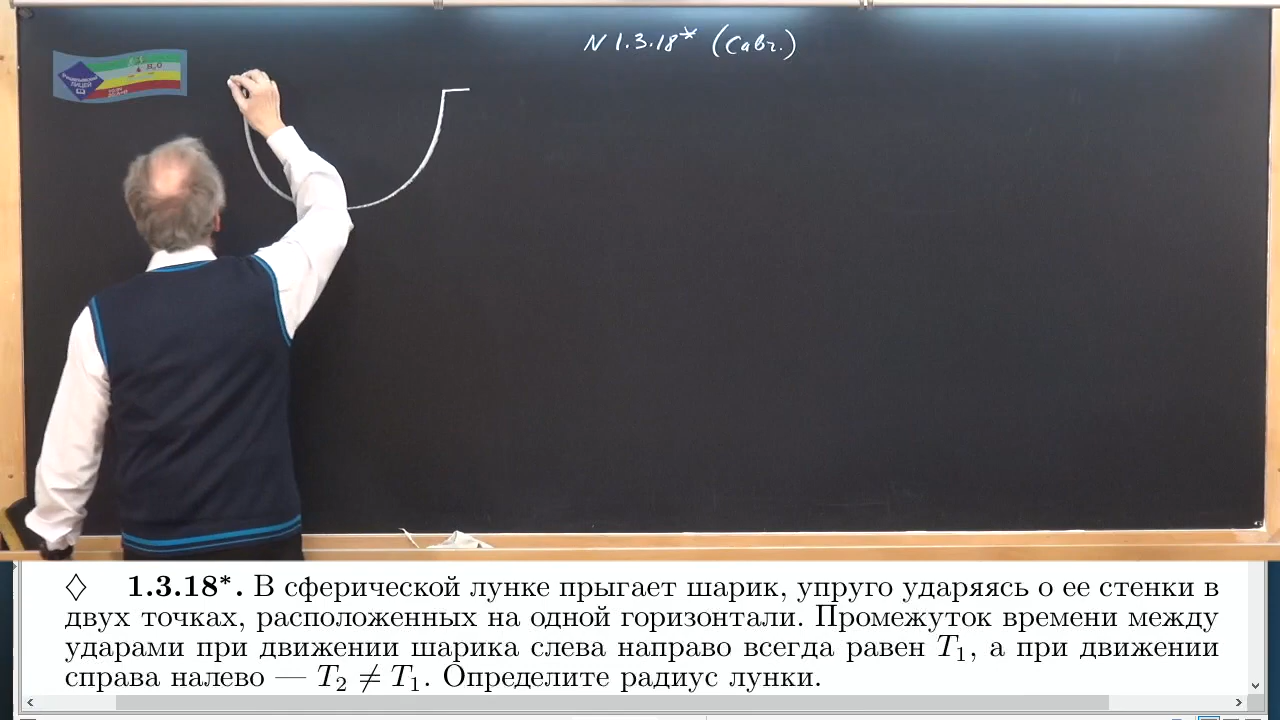 N 1.3.18* (Савч.)
ЛИЦЕЙ
H₂O
♢ 1.3.18*. В сферической лунке прыгает шарик, упруго ударяясь о ее стенки в
двух точках, расположенных на одной горизонтали. Промежуток времени между
ударами при движении шарика слева направо всегда равен T₁, а при движении
справа налево — T₂ ≠ T₁. Определите радиус лунки.